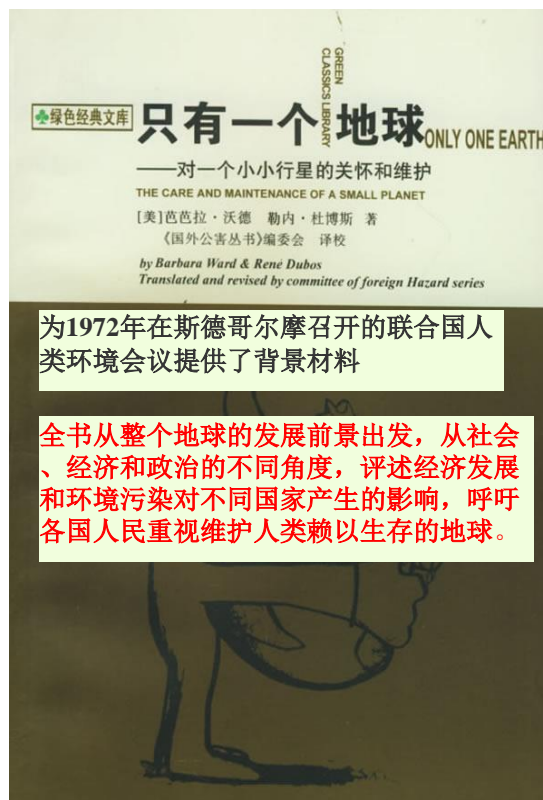 GREEN
CLASSICS LIBRARY
绿色经典文库
只有一个地球 ONLY ONE EARTH
——对一个小小行星的关怀和维护
THE CARE AND MAINTENANCE OF A SMALL PLANET
[美]芭芭拉·沃德 勒内·杜博斯 著
《国外公害丛书》编委会 译校
by Barbara Ward & René Dubos
Translated and revised by committee of foreign Hazard series
为1972年在斯德哥尔摩召开的联合国人
类环境会议提供了背景材料
全书从整个地球的发展前景出发，从社会
、经济和政治的不同角度，评述经济发展
和环境污染对不同国家产生的影响，呼吁
各国人民重视维护人类赖以生存的地球。